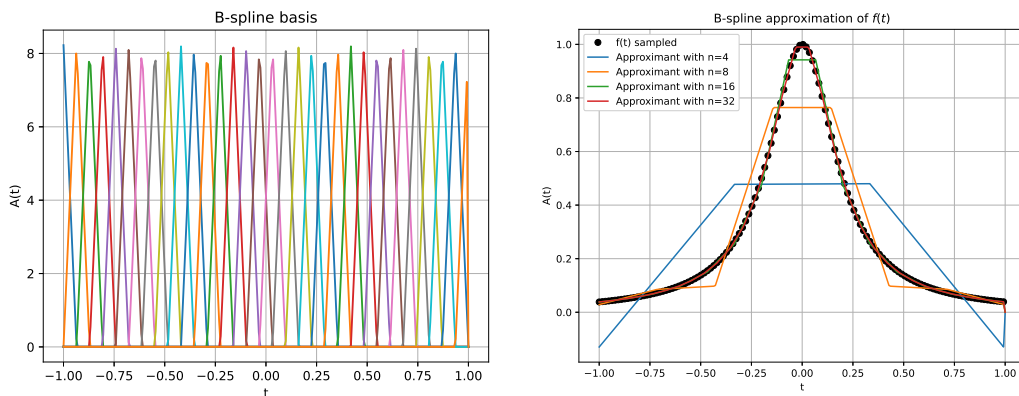 B-spline basis
A(t)
8
6
4
2
0
−1.00 −0.75 −0.50 −0.25 0.00 0.25 0.50 0.75 1.00
t
B-spline approximation of f(t)
A(t)
1.0
0.8
0.6
0.4
0.2
0.0
f(t) sampled
Approximant with n=4
Approximant with n=8
Approximant with n=16
Approximant with n=32
−1.00 −0.75 −0.50 −0.25 0.00 0.25 0.50 0.75 1.00
t